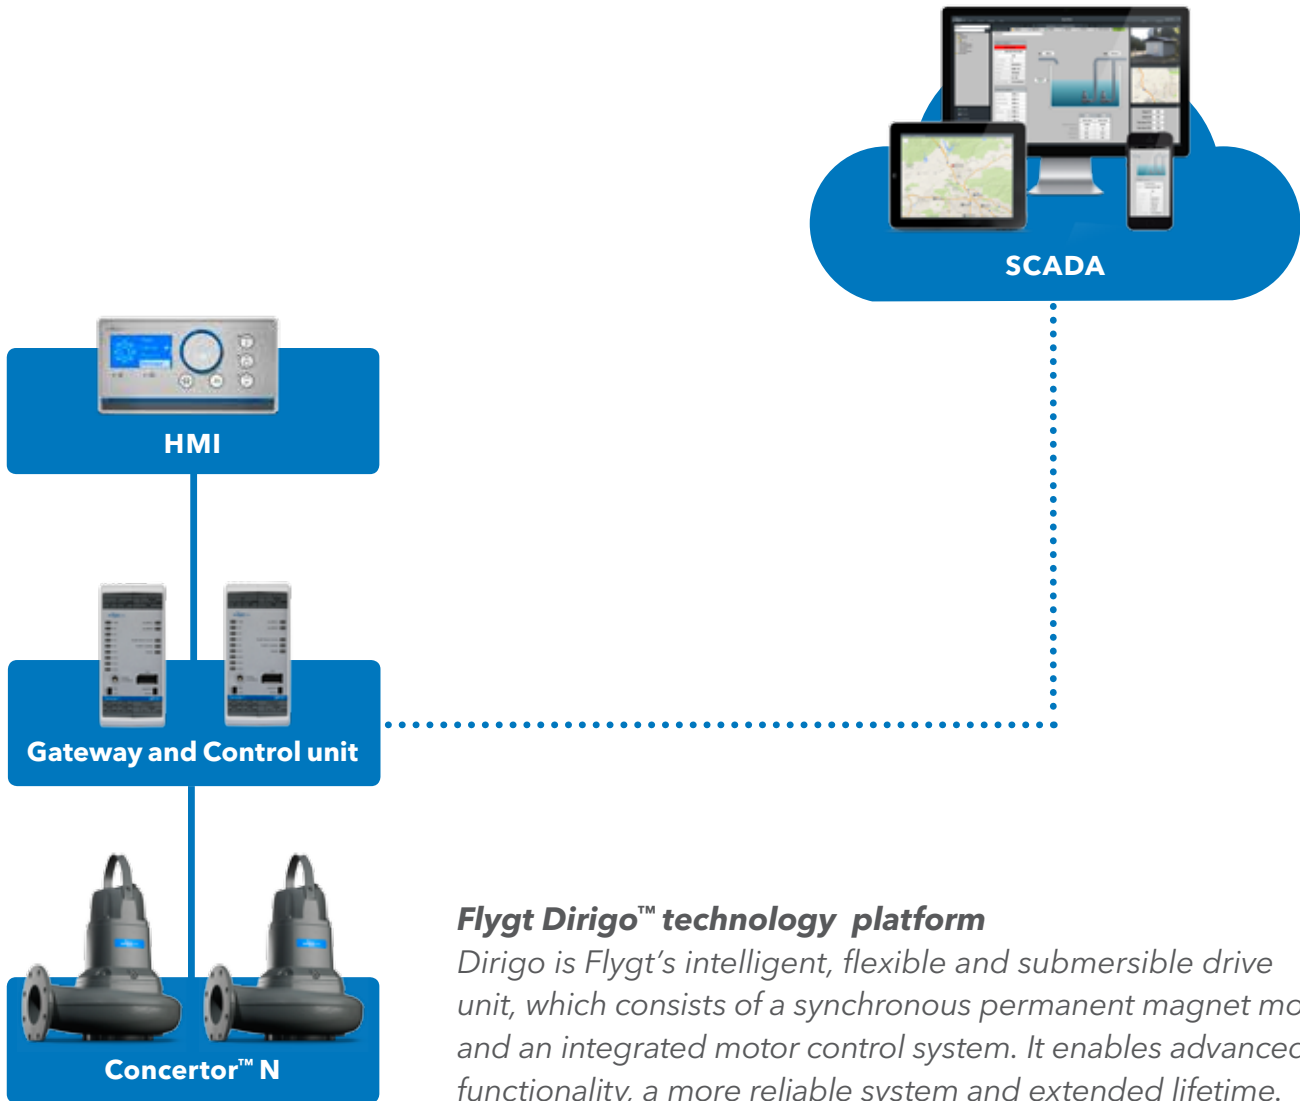 SCADA
HMI
Gateway and Control unit
Concertor™ N
Flygt Dirigo™ technology platform
Dirigo is Flygt's intelligent, flexible and submersible drive
unit, which consists of a synchronous permanent magnet mo
and an integrated motor control system. It enables advanced
functionality, a more reliable system and extended lifetime.